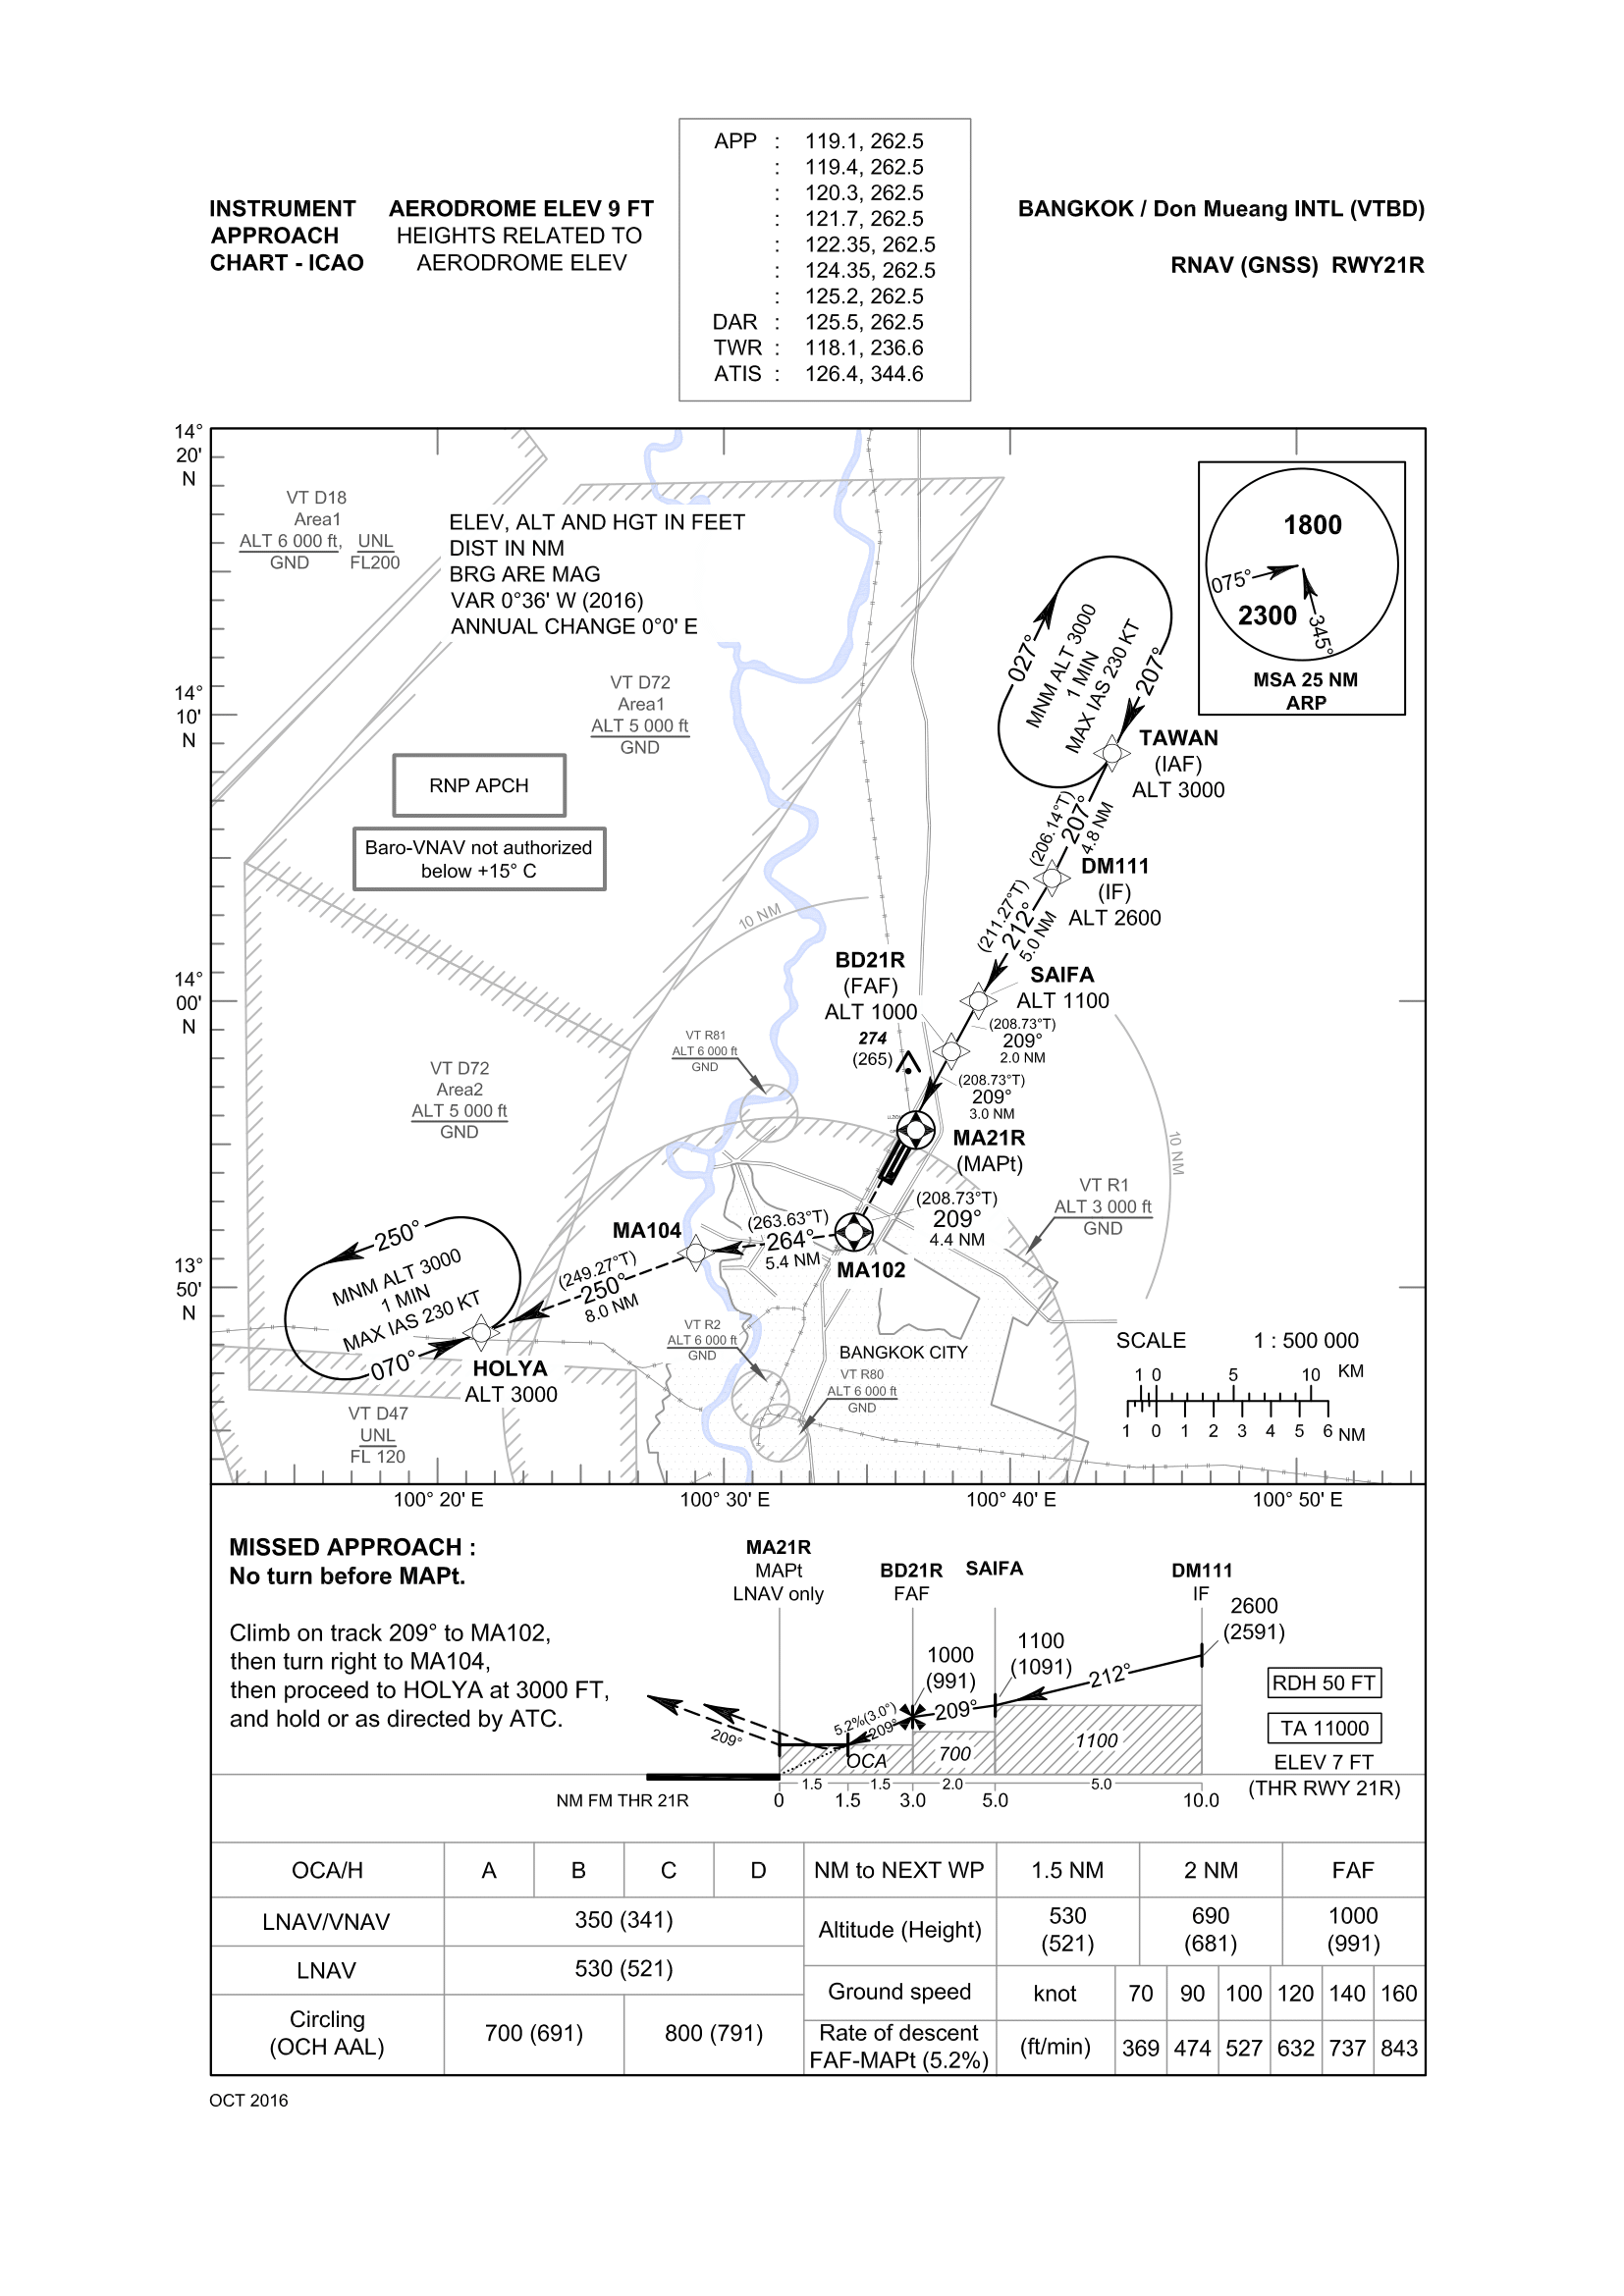 APP : 119.1, 262.5
: 119.4, 262.5
: 120.3, 262.5
: 121.7, 262.5
: 122.35, 262.5
: 124.35, 262.5
: 125.2, 262.5
DAR : 125.5, 262.5
TWR : 118.1, 236.6
ATIS : 126.4, 344.6
INSTRUMENT
APPROACH
CHART - ICAO
AERODROME ELEV 9 FT
HEIGHTS RELATED TO
AERODROME ELEV
BANGKOK / Don Mueang INTL (VTBD)
RNAV (GNSS) RWY21R
14°
20'
N
14°
10'
N
14°
00'
N
13°
50'
N
VT D18
Area1
ALT 6 000 ft, UNL
GND FL200
ELEV, ALT AND HGT IN FEET
DIST IN NM
BRG ARE MAG
VAR 0°36' W (2016)
ANNUAL CHANGE 0°0' E
1800
075°
2300
345°
MSA 25 NM
ARP
027°
MNM ALT 3000
1 MIN
MAX IAS 230 KT
207°
VT D72
Area1
ALT 5 000 ft
GND
TAWAN
(IAF)
ALT 3000
RNP APCH
Baro-VNAV not authorized
below +15° C
(206.14°T)
207°
4.8 NM
DM111
(IF)
ALT 2600
(211.27°T)
212°
5.0 NM
10 NM
BD21R
(FAF)
ALT 1000
SAIFA
ALT 1100
274
(265)
(208.73°T)
209°
2.0 NM
(208.73°T)
209°
3.0 NM
VT R81
ALT 6 000 ft
GND
VT D72
Area2
ALT 5 000 ft
GND
MA21R
(MAPt)
10 NM
VT R1
ALT 3 000 ft
GND
(208.73°T)
209°
4.4 NM
MA102
(263.63°T)
264°
5.4 NM
MA104
(249.27°T)
250°
8.0 NM
250°
MNM ALT 3000
1 MIN
MAX IAS 230 KT
070°
HOLYA
ALT 3000
VT R2
ALT 6 000 ft
GND
BANGKOK CITY
VT R80
ALT 6 000 ft
GND
VT D47
UNL
FL 120
SCALE 1 : 500 000
1 0 5 10 KM
1 0 1 2 3 4 5 6 NM
100° 20' E 100° 30' E 100° 40' E 100° 50' E
MISSED APPROACH :
No turn before MAPt.
Climb on track 209° to MA102,
then turn right to MA104,
then proceed to HOLYA at 3000 FT,
and hold or as directed by ATC.
MA21R
MAPt
LNAV only
BD21R
FAF
SAIFA
DM111
IF
2600
(2591)
1100
(1091)
1000
(991)
212°
209°
5.2%(3.0°)
209°
209°
OCA
700
1100
RDH 50 FT
TA 11000
ELEV 7 FT
(THR RWY 21R)
1.5 1.5 2.0 5.0
NM FM THR 21R 0 1.5 3.0 5.0 10.0
OCA/H A B C D
LNAV/VNAV 350 (341)
LNAV 530 (521)
Circling
(OCH AAL)
700 (691) 800 (791)
NM to NEXT WP 1.5 NM 2 NM FAF
Altitude (Height) 530 690 1000
(521) (681) (991)
Ground speed knot 70 90 100 120 140 160
Rate of descent
FAF-MAPt (5.2%)
(ft/min) 369 474 527 632 737 843
OCT 2016